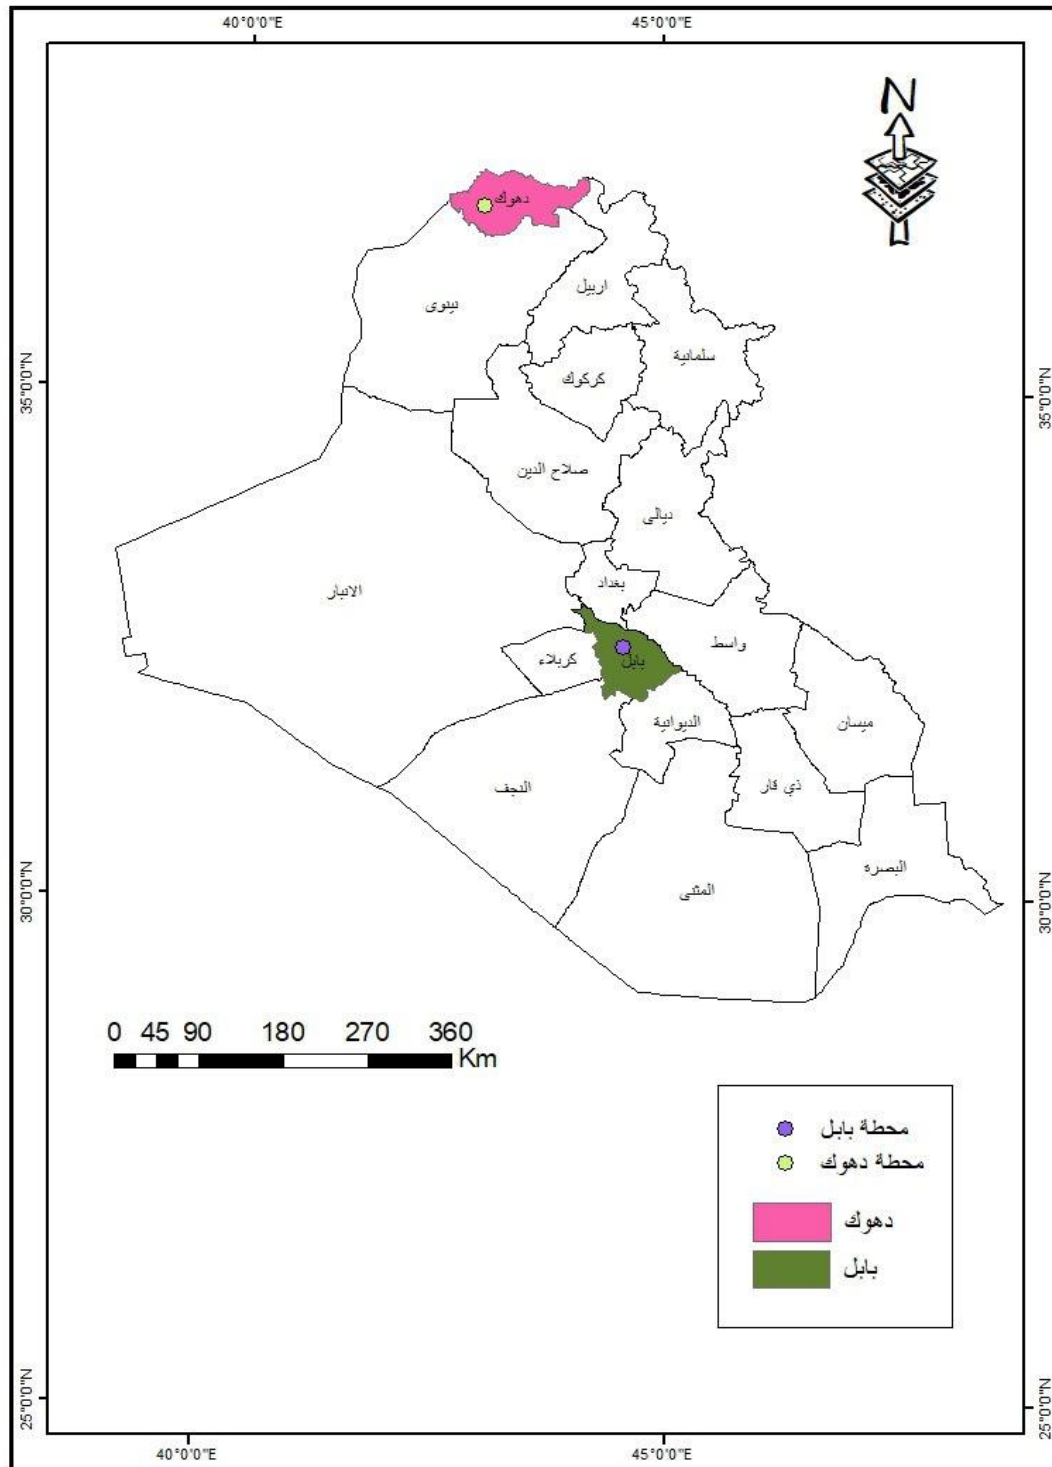 40°0'0"E 45°0'0"E
N
دهوك
اربيل
نينوى
سلمانية
35°0'0"N
كركوك
35°0'0"N
صلاح الدين
ديالى
بغداد
الانبار
واسط
كربلاء
بابل
الديوانية
ميسان
ذي قار
النجف
البصرة
المثنى
30°0'0"N
30°0'0"N
0 45 90 180 270 360
Km
محطة بابل
محطة دهوك
دهوك
بابل
25°0'0"N
25°0'0"N
40°0'0"E 45°0'0"E